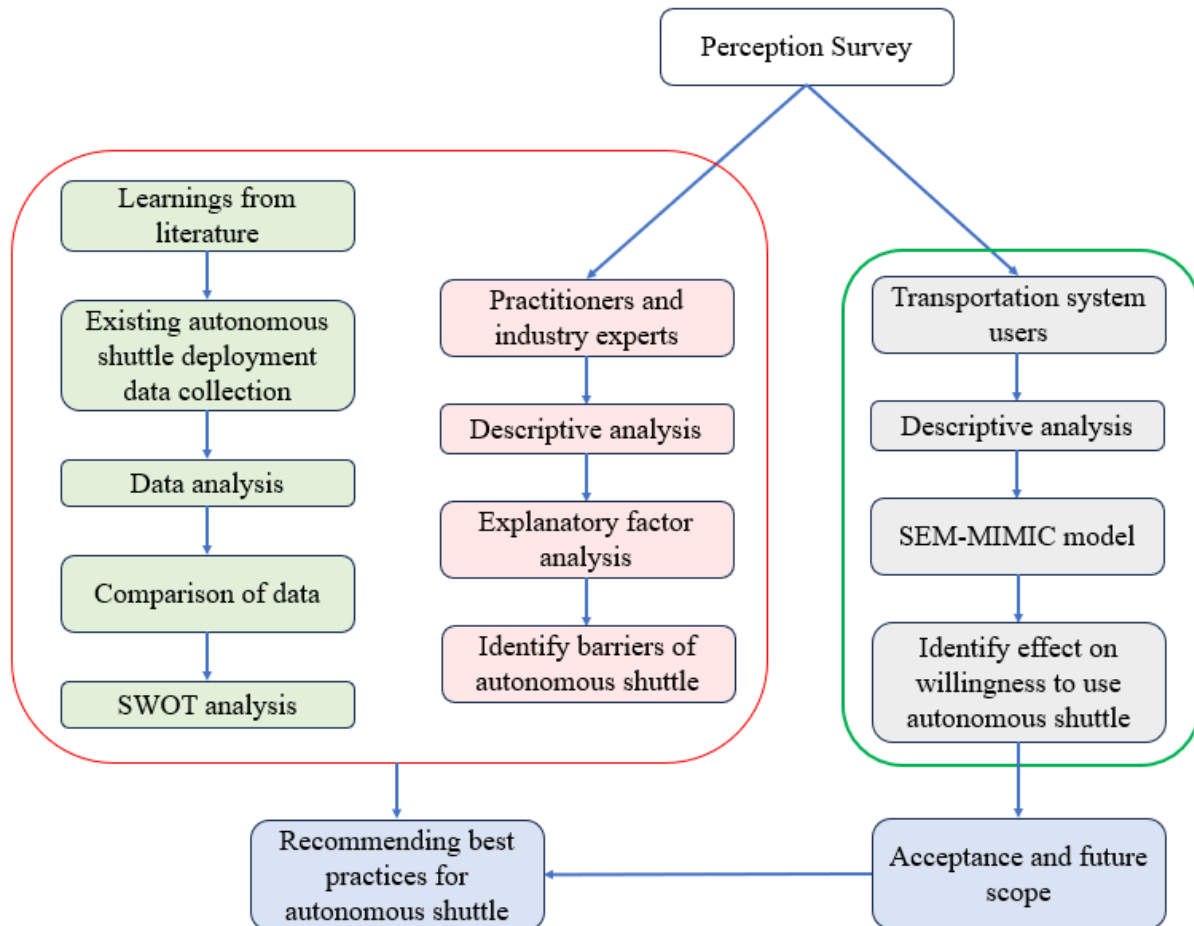 Perception Survey
Learnings from
literature
Existing autonomous
shuttle deployment
data collection
Data analysis
Comparison of data
SWOT analysis
Practitioners and
industry experts
Descriptive analysis
Explanatory factor
analysis
Identify barriers of
autonomous shuttle
Transportation system
users
Descriptive analysis
SEM-MIMIC model
Identify effect on
willingness to use
autonomous shuttle
Recommending best
practices for
autonomous shuttle
Acceptance and future
scope